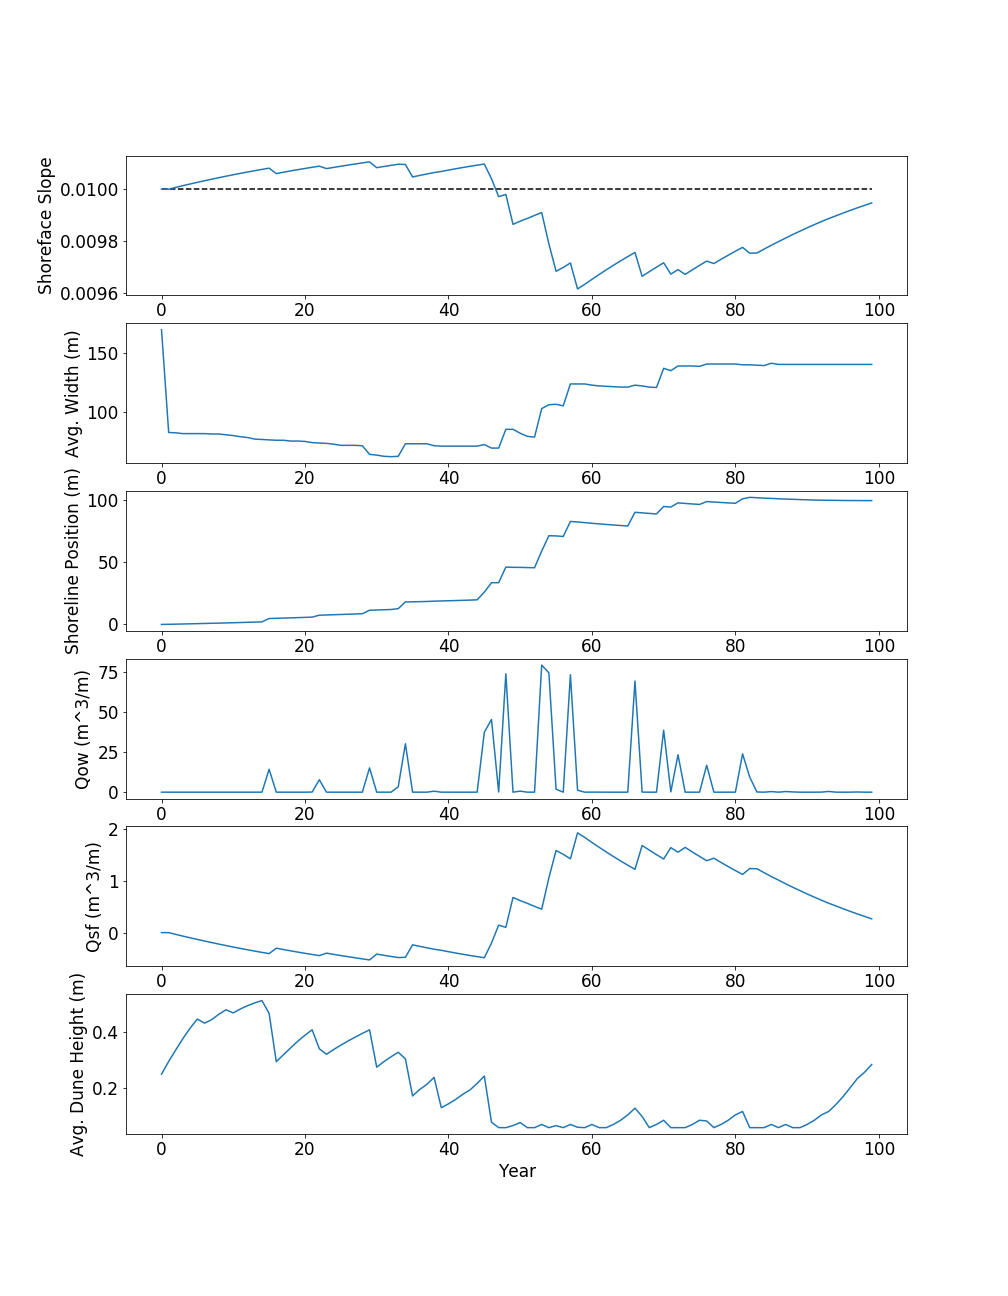 Shoreface Slope
0.0100
0.0098
0.0096
0 20 40 60 80 100
Avg. Width (m)
150
100
0 20 40 60 80 100
Shoreline Position (m)
100
50
0
0 20 40 60 80 100
Qow (m^3/m)
75
50
25
0
0 20 40 60 80 100
Qsf (m^3/m)
2
1
0
0 20 40 60 80 100
Avg. Dune Height (m)
0.4
0.2
0 20 40 60 80 100
Year